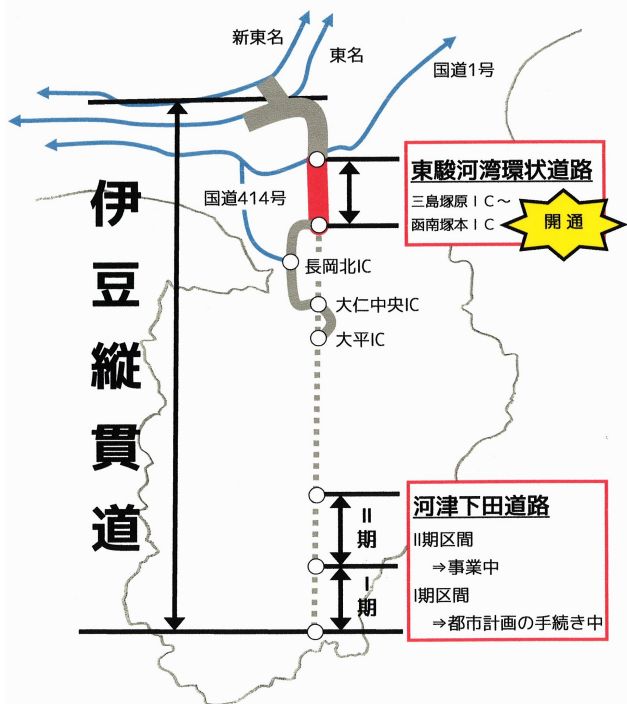 新東名
東名
国道1号
東駿河湾環状道路
三島塚原IC～
函南塚本IC
開通
国道414号
伊豆縦貫道
長岡北IC
大仁中央IC
大平IC
河津下田道路
II期区間
⇒事業中
I期区間
⇒都市計画の手続き中
II期
I期